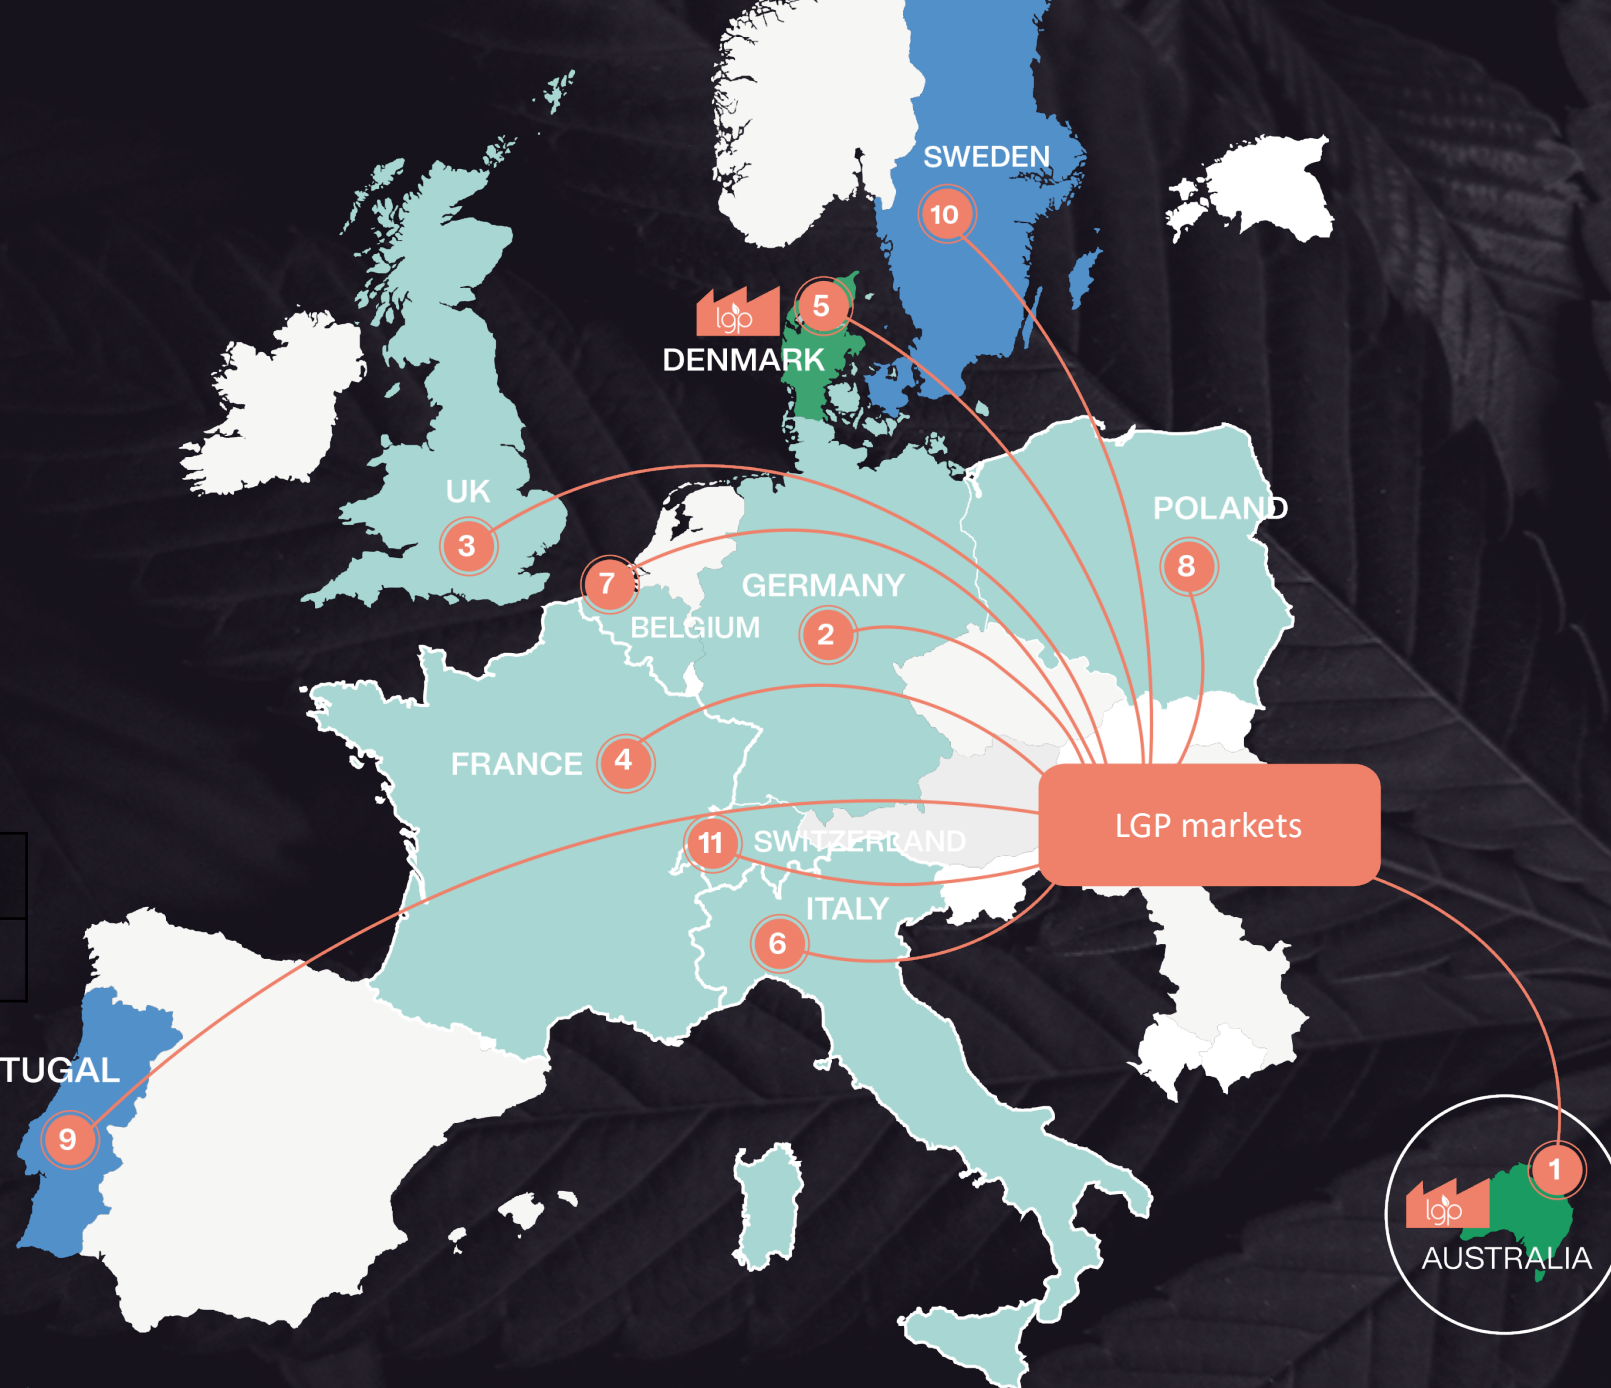 SWEDEN
10
lgp
5
DENMARK
UK
3
POLAND
8
7
GERMANY
BELGIUM
2
FRANCE
4
LGP markets
11
SWITZERLAND
ITALY
6
TUGAL
9
1
lgp
AUSTRALIA